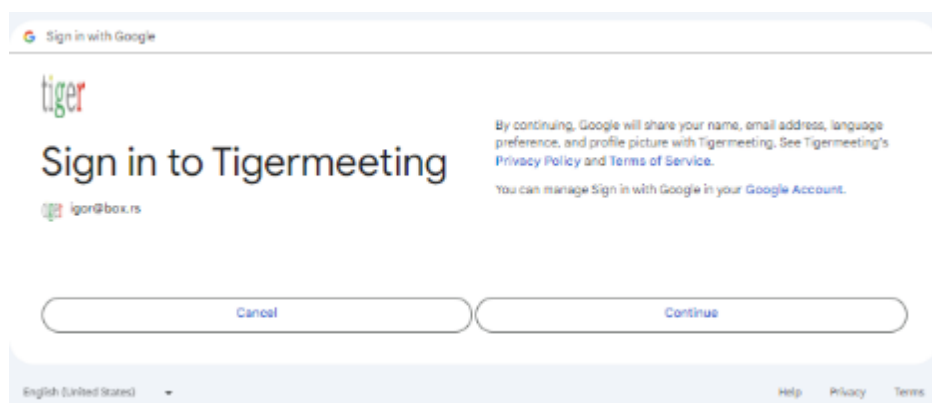 Sign in with Google
tiger
Sign in to Tigermeeting
tiger igor@box.rs
By continuing, Google will share your name, email address, language
preference, and profile picture with Tigermeeting. See Tigermeeting's
Privacy Policy and Terms of Service.
You can manage Sign in with Google in your Google Account.
Cancel
Continue
English (United States)
Help Privacy Terms